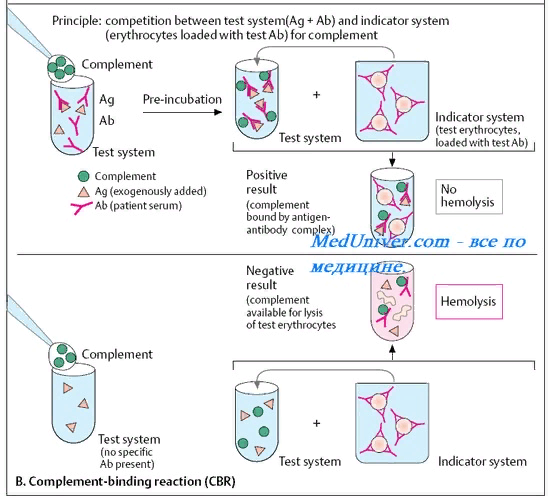 Principle: competition between test system(Ag + Ab) and indicator system
(erythrocytes loaded with test Ab) for complement
Complement
Ag
Ab
Test system
Pre-incubation
+
Test system
Indicator system
(test erythrocytes,
loaded with test Ab)
Complement
Ag (exogenously added)
Ab (patient serum)
Positive
result
(complement
bound by antigen-
antibody complex)
No
hemolysis
MedUniver.com - все по
медицине
Negative
result
(complement
available for lysis
of test erythrocytes
Hemolysis
Complement
Test system
(no specific
Ab present)
+
Test system
Indicator system
B. Complement-binding reaction (CBR)